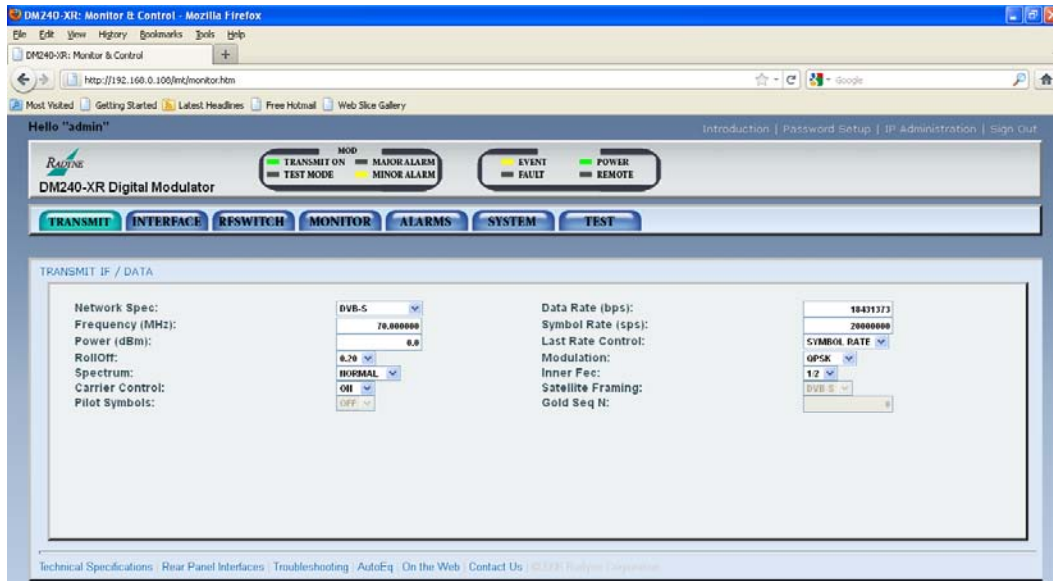 DM240-XR: Monitor & Control - Mozilla Firefox
File Edit View History Bookmarks Tools Help
DM240-XR: Monitor & Control +
http://192.168.0.100/imt/monitor.htm Google
Most Visited Getting Started Latest Headlines Free Hotmail Web Slice Gallery
Hello "admin" Introduction | Password Setup | IP Administration | Sign Out
RADYNE
DM240-XR Digital Modulator
MOD
TRANSMIT ON MAJOR ALARM EVENT POWER
TEST MODE MINOR ALARM FAULT REMOTE
TRANSMIT INTERFACE RFSWITCH MONITOR ALARMS SYSTEM TEST
TRANSMIT IF / DATA
Network Spec: DVB-S Data Rate (bps): 18431373
Frequency (MHz): 70.000000 Symbol Rate (sps): 20000000
Power (dBm): 0.0 Last Rate Control: SYMBOL RATE
RollOff: 0.20 Modulation: QPSK
Spectrum: NORMAL Inner Fec: 1/2
Carrier Control: ON Satellite Framing: DVB-S
Pilot Symbols: OFF Gold Seq N: 0
Technical Specifications | Rear Panel Interfaces | Troubleshooting | AutoEq | On the Web | Contact Us |